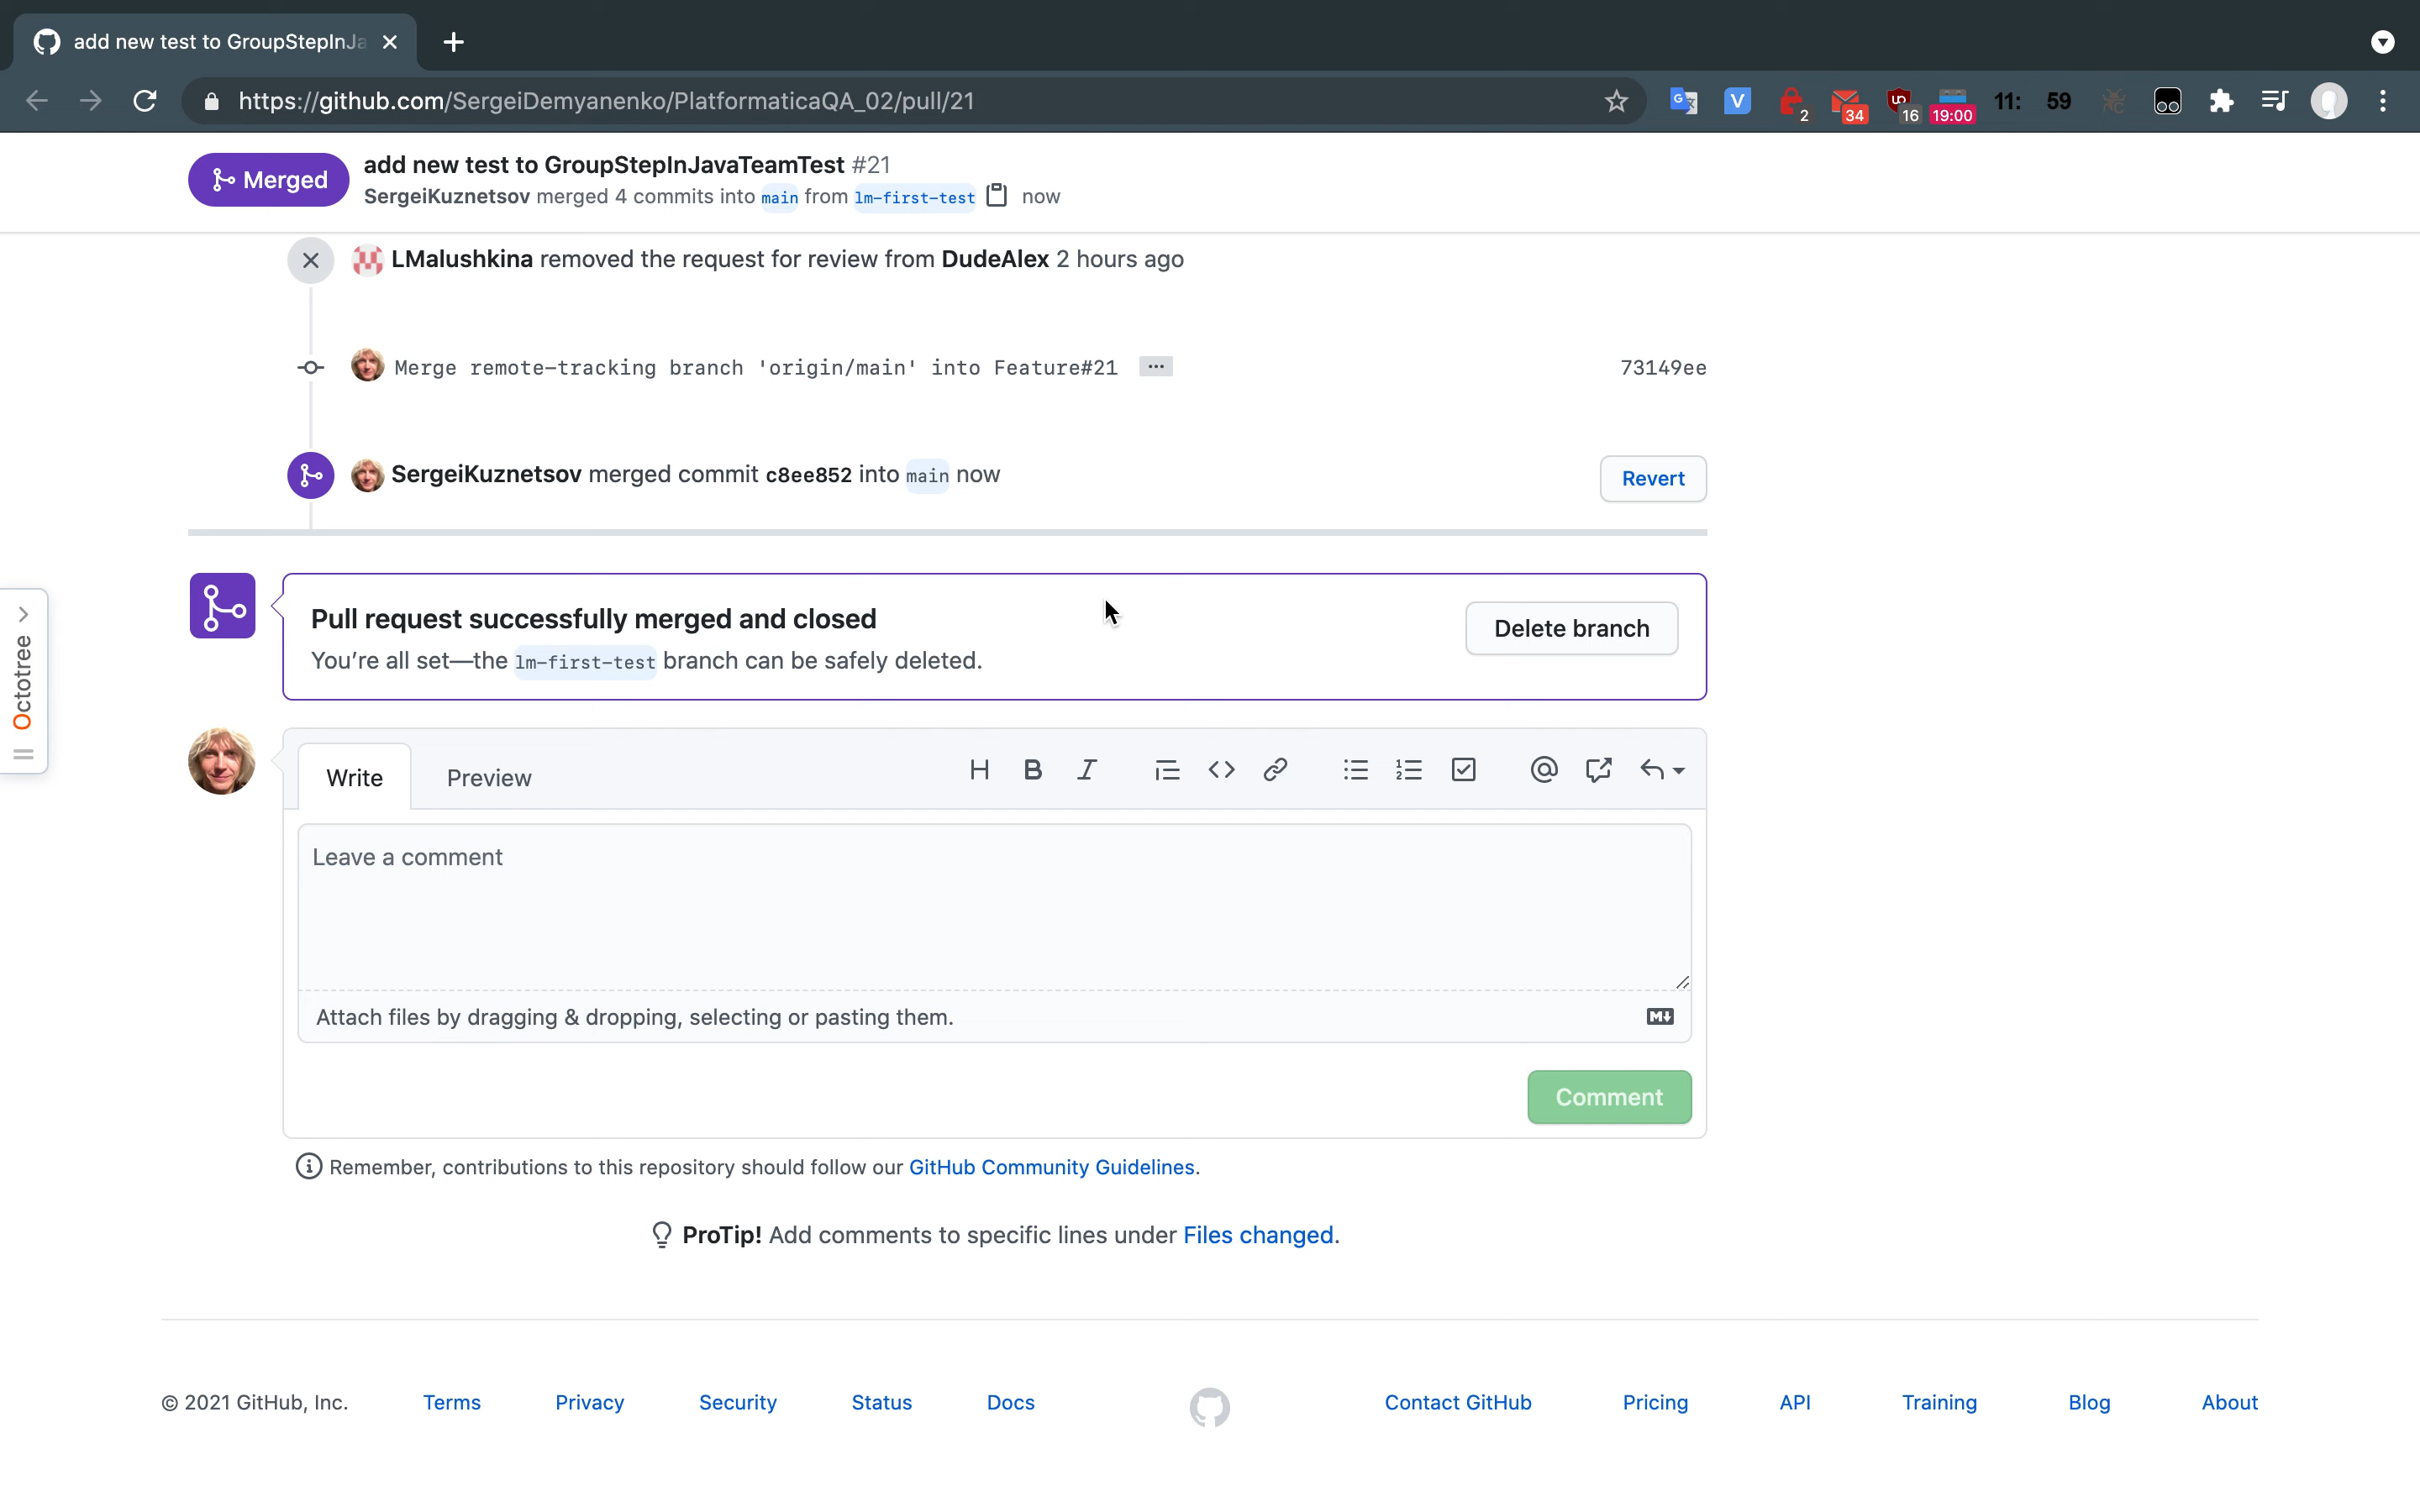 add new test to GroupStepInJa
https://github.com/SergeiDemyanenko/PlatformaticaQA_02/pull/21
V
2
34
16
19:00
11:
59
Merged
add new test to GroupStepInJavaTeamTest #21
SergeiKuznetsov merged 4 commits into main from lm-first-test now
LMalushkina removed the request for review from DudeAlex 2 hours ago
Merge remote-tracking branch 'origin/main' into Feature#21 ... 73149ee
SergeiKuznetsov merged commit c8ee852 into main now
Revert
Octotree
Pull request successfully merged and closed
You're all set—the lm-first-test branch can be safely deleted.
Delete branch
Write
Preview
H B I
Leave a comment
Attach files by dragging & dropping, selecting or pasting them.
M
Comment
Remember, contributions to this repository should follow our GitHub Community Guidelines.
ProTip! Add comments to specific lines under Files changed.
© 2021 GitHub, Inc. Terms Privacy Security Status Docs Contact GitHub Pricing API Training Blog About